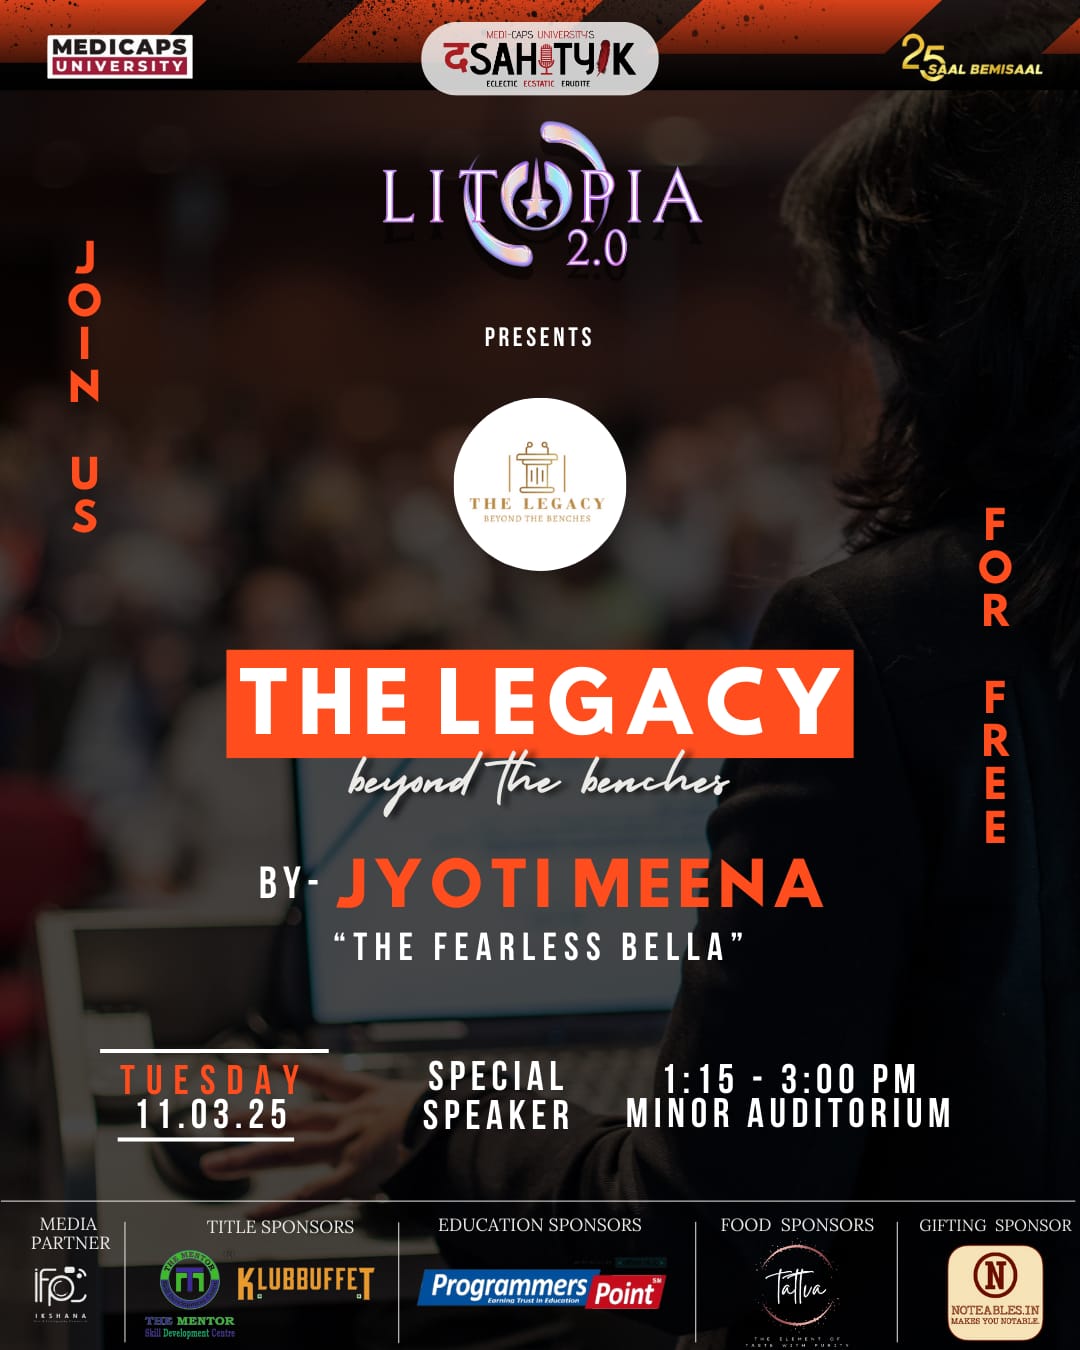 MEDICAPS
UNIVERSITY
MEDI-CAPS UNIVERSITY'S
दSAHITYIK
ECLECTIC ECSTATIC ERUDITE
25 SAAL BEMISAAL
LITOPIA
2.0
JOIN US
PRESENTS
THE LEGACY
BEYOND THE BENCHES
FOR FREE
THE LEGACY
beyond the benches
BY- JYOTI MEENA
“THE FEARLESS BELLA”
TUESDAY
11.03.25
SPECIAL
SPEAKER
1:15 - 3:00 PM
MINOR AUDITORIUM
MEDIA
PARTNER
IKSHANA
TITLE SPONSORS
THE MENTOR
THE MENTOR
Skill Development Centre
KLUBBUFFET
EDUCATION SPONSORS
Programmers Point
Earning Trust in Education
FOOD SPONSORS
Tattva
THE ELEMENT OF
TASTE WITH PURITY
GIFTING SPONSOR
N
NOTEABLES.IN
MAKES YOU NOTABLE.